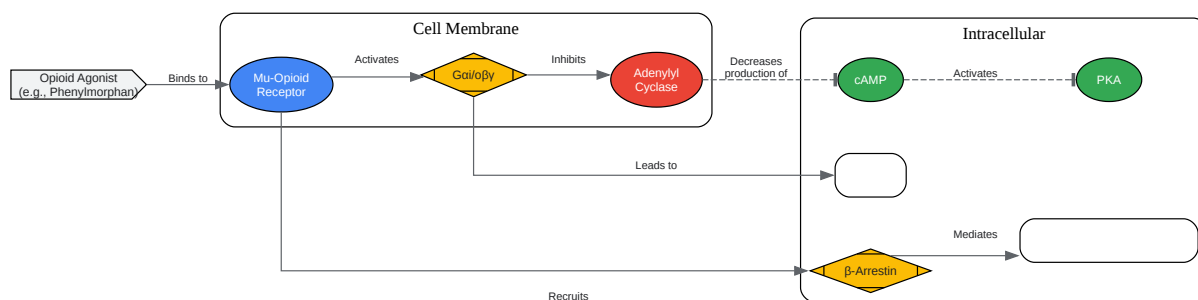 Cell Membrane
Intracellular
Opioid Agonist
(e.g., Phenylmorphan)
Binds to
Mu-Opioid
Receptor
Activates
Gαi/oβγ
Inhibits
Adenylyl
Cyclase
Decreases
production of
cAMP
Activates
PKA
Leads to
Mediates
β-Arrestin
Recruits